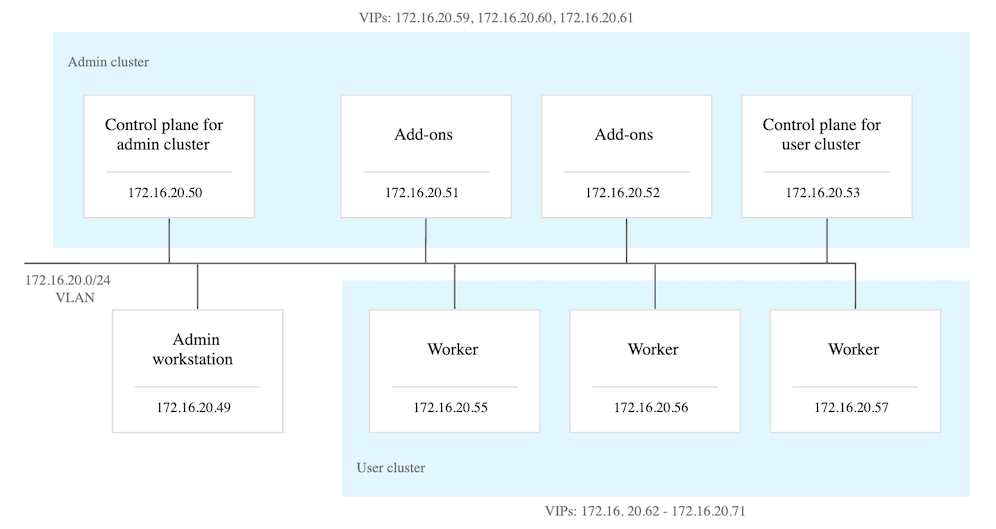 VIPs: 172.16.20.59, 172.16.20.60, 172.16.20.61
Admin cluster
Control plane for
admin cluster
172.16.20.50
Add-ons
172.16.20.51
Add-ons
172.16.20.52
Control plane for
user cluster
172.16.20.53
172.16.20.0/24
VLAN
Admin
workstation
172.16.20.49
Worker
172.16.20.55
Worker
172.16.20.56
Worker
172.16.20.57
User cluster
VIPs: 172.16. 20.62 - 172.16.20.71